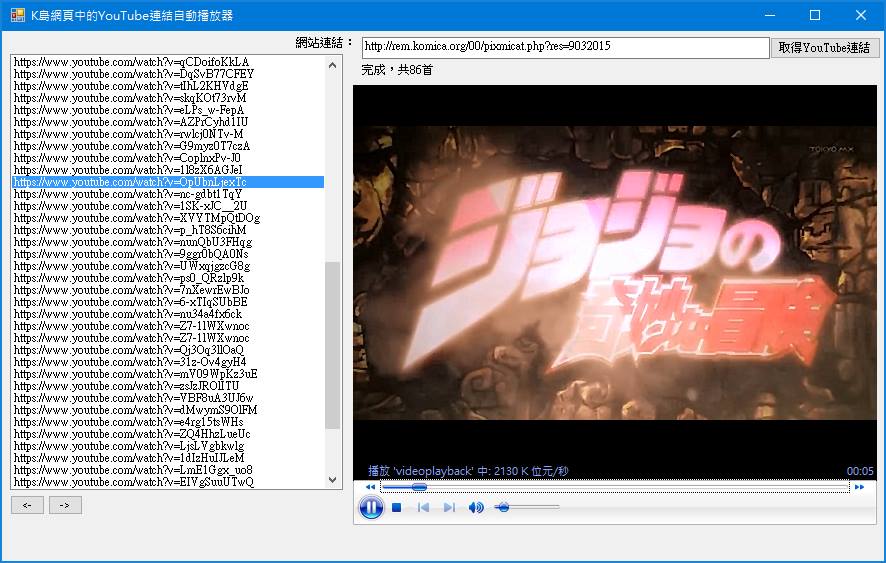 K島網頁中的YouTube連結自動播放器
網站連結：
http://rem.komica.org/00/pixmicat.php?res=9032015
取得YouTube連結
完成，共86首
https://www.youtube.com/watch?v=qCDoifoKkLA
https://www.youtube.com/watch?v=DqSvB77CFEY
https://www.youtube.com/watch?v=tIhL2KHVdgE
https://www.youtube.com/watch?v=skqKOf73rvM
https://www.youtube.com/watch?v=eLPs_w-FepA
https://www.youtube.com/watch?v=AZPrCyhd1IU
https://www.youtube.com/watch?v=rwlcj0NTv-M
https://www.youtube.com/watch?v=G9myz0T7czA
https://www.youtube.com/watch?v=CoplnxPv-J0
https://www.youtube.com/watch?v=1l8zX6AGJeI
https://www.youtube.com/watch?v=OpUbnLjexTc
https://www.youtube.com/watch?v=nc-gdbt1TqY
https://www.youtube.com/watch?v=1SK-xJC__2U
https://www.youtube.com/watch?v=XVYTMpQtDOg
https://www.youtube.com/watch?v=p_hT8S6cihM
https://www.youtube.com/watch?v=nunQbU3FHqg
https://www.youtube.com/watch?v=9ggr0bQA0Ns
https://www.youtube.com/watch?v=UWxqjgzcG8g
https://www.youtube.com/watch?v=ps0_QRzlp9k
https://www.youtube.com/watch?v=7nXewrEwBJo
https://www.youtube.com/watch?v=6-xTIqSUbBE
https://www.youtube.com/watch?v=nu34a4fx6ck
https://www.youtube.com/watch?v=Z7-1lWXwnoc
https://www.youtube.com/watch?v=Z7-1lWXwnoc
https://www.youtube.com/watch?v=Qj3Oq3llOaQ
https://www.youtube.com/watch?v=31z-Ov4gyH4
https://www.youtube.com/watch?v=mV09WpKz3uE
https://www.youtube.com/watch?v=zsJzJROlITU
https://www.youtube.com/watch?v=VBF8uA3UJ6w
https://www.youtube.com/watch?v=dMwymS9OlFM
https://www.youtube.com/watch?v=e4rg15tsWHs
https://www.youtube.com/watch?v=ZQ4HhzLueUc
https://www.youtube.com/watch?v=LjsLVgbkwlg
https://www.youtube.com/watch?v=1dIzHuIJLeM
https://www.youtube.com/watch?v=LmE1Ggx_uo8
https://www.youtube.com/watch?v=EIVgSuuUTwQ
<-
->
TOKYO MX
ジョジョの
奇妙な冒険
播放 'videoplayback' 中: 2130 K 位元/秒
00:05